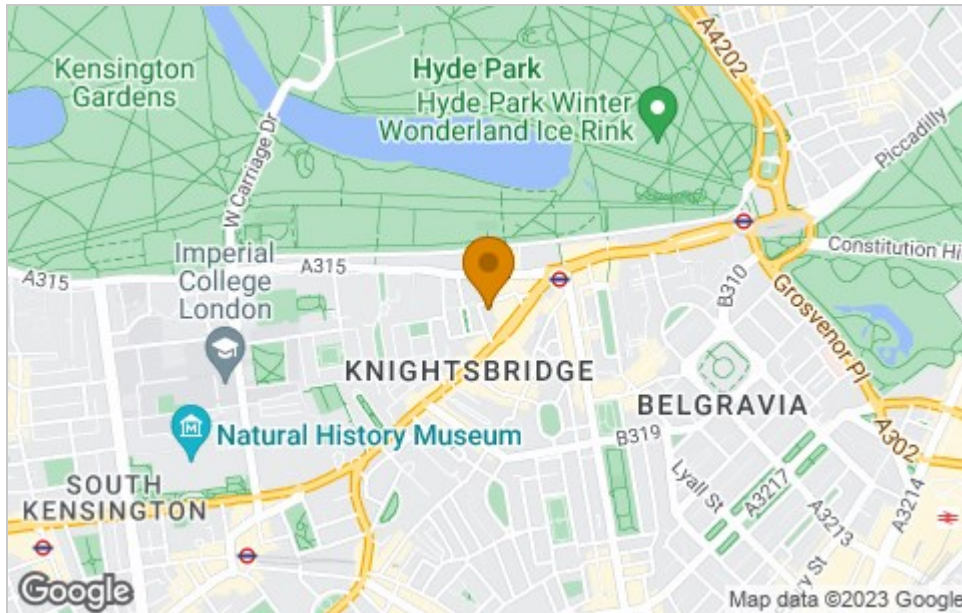 Kensington
Gardens
Hyde Park
Hyde Park Winter
Wonderland Ice Rink
A4202
Piccadilly
W Carriage Dr
Constitution Hi
A315
A315
Imperial
College
London
B310
Grosvenor Pl
KNIGHTSBRIDGE
BELGRAVIA
Natural History Museum
B319
A302
SOUTH
KENSINGTON
Lyall St
A3217
A3213
A3214
ry St
Google
Map data ©2023 Google